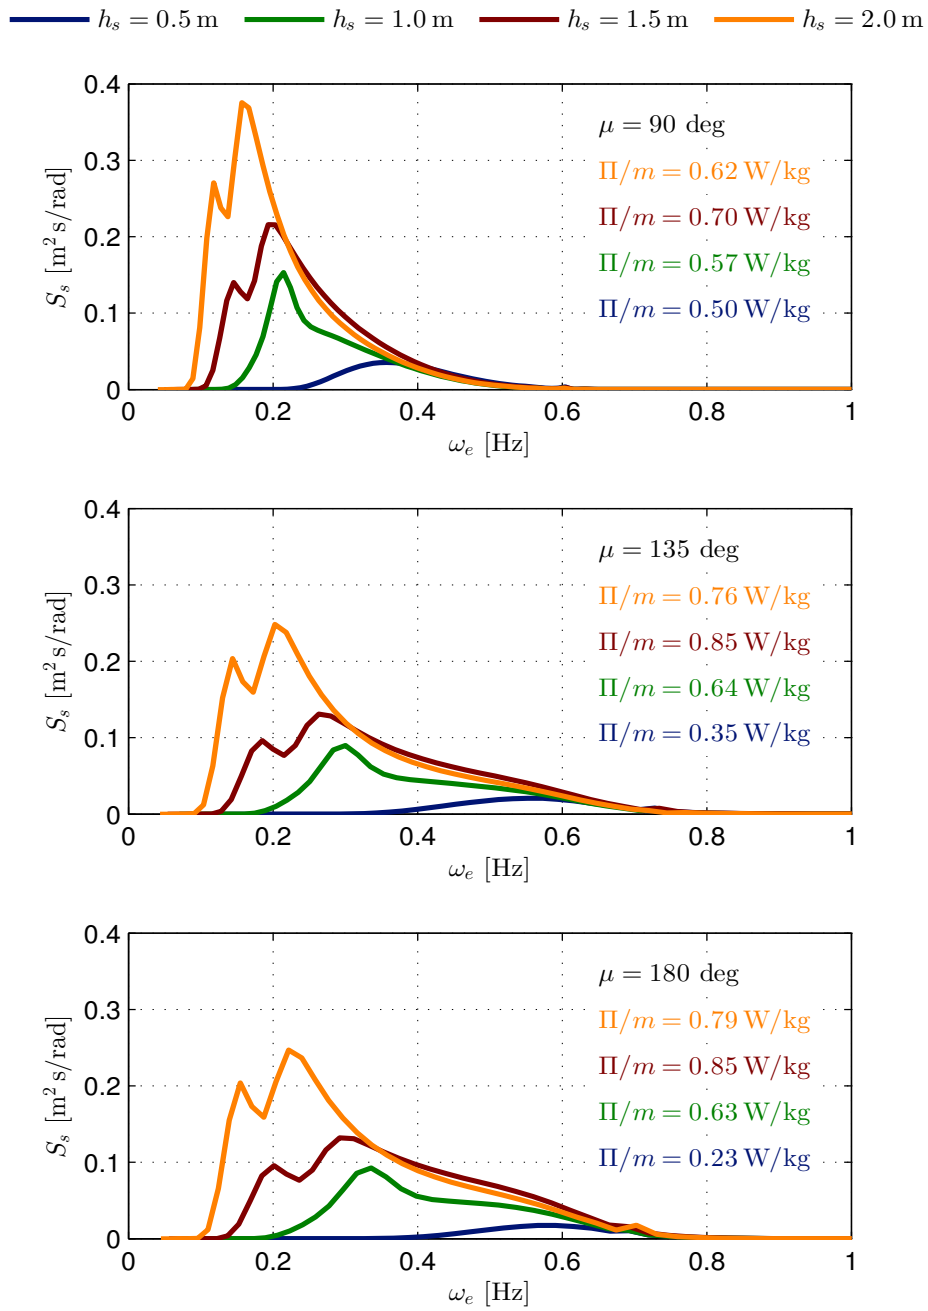 h_s = 0.5 m h_s = 1.0 m h_s = 1.5 m h_s = 2.0 m
0.4
μ = 90 deg
0.3
Π/m = 0.62 W/kg
Π/m = 0.70 W/kg
0.2
Π/m = 0.57 W/kg
0.1
Π/m = 0.50 W/kg
0
S_s [m² s/rad]
0 0.2 0.4 0.6 0.8 1
ω_e [Hz]
0.4
μ = 135 deg
0.3
Π/m = 0.76 W/kg
Π/m = 0.85 W/kg
0.2
Π/m = 0.64 W/kg
0.1
Π/m = 0.35 W/kg
0
S_s [m² s/rad]
0 0.2 0.4 0.6 0.8 1
ω_e [Hz]
0.4
μ = 180 deg
0.3
Π/m = 0.79 W/kg
Π/m = 0.85 W/kg
0.2
Π/m = 0.63 W/kg
0.1
Π/m = 0.23 W/kg
0
S_s [m² s/rad]
0 0.2 0.4 0.6 0.8 1
ω_e [Hz]